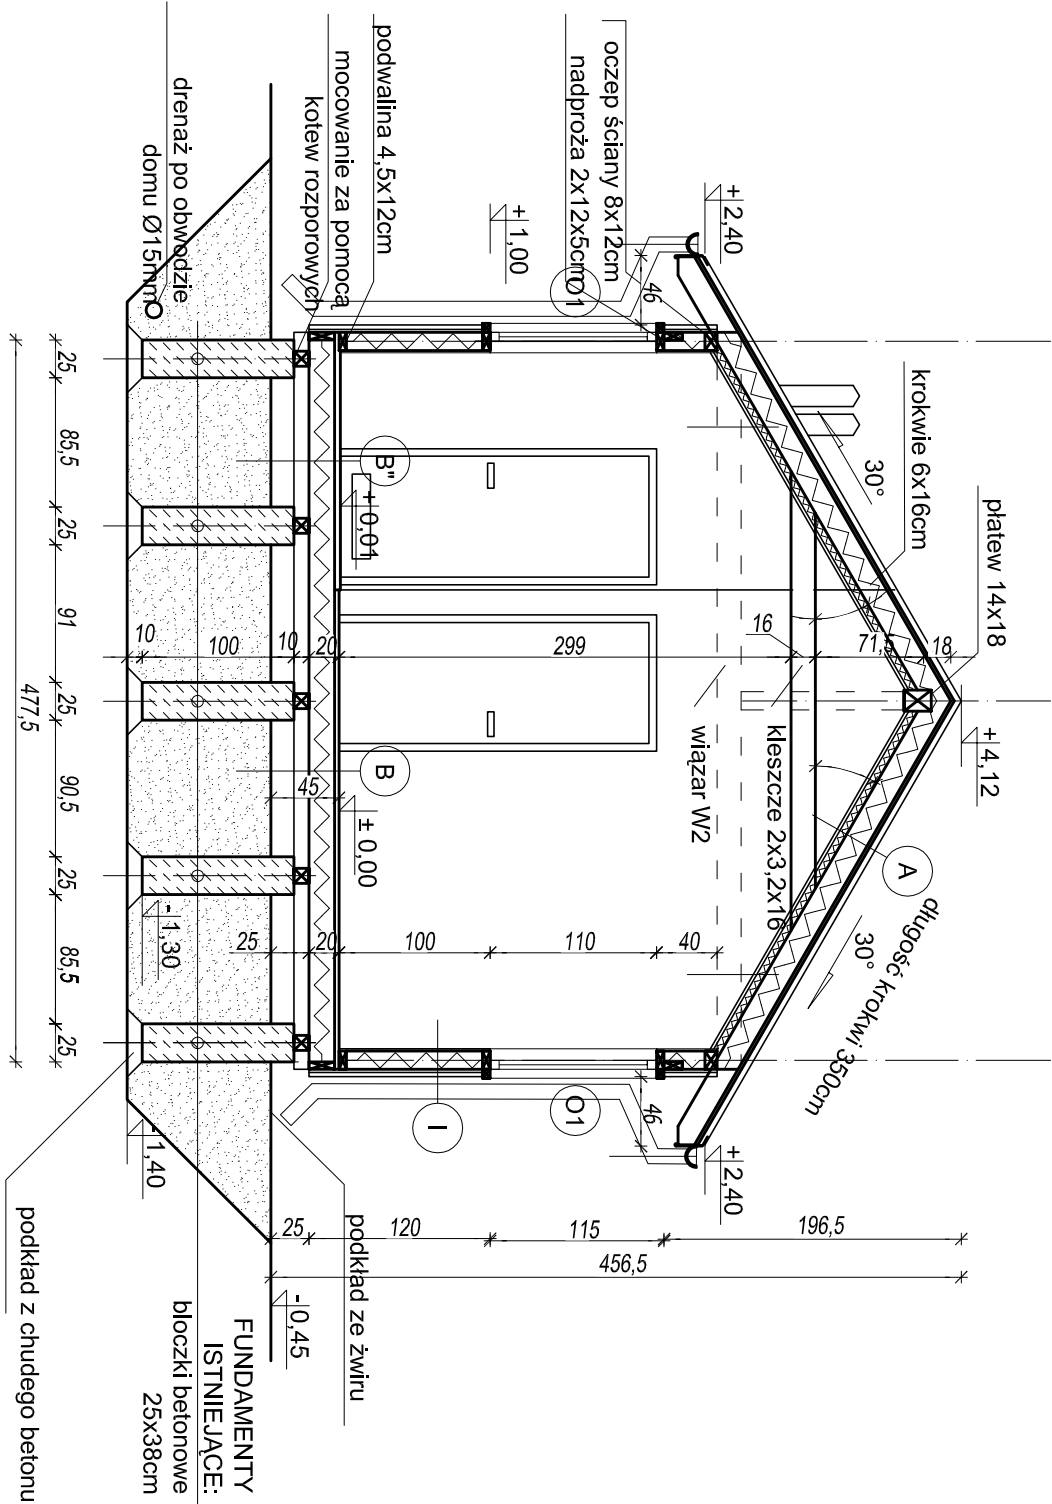 płatew 14x18
krokwie 6x16cm
oczep ściany 8x12cm
nadproża 2x12x5cm
podwalina 4,5x12cm
mocowanie za pomocą
kotew rozporowych
drenaż po obwodzie
domu Ø15mm
+ 2,40
+ 1,00
O1
46
30°
+ 4,12
18
71,5
16
kleszcze 2x3,2x16
wiązar W2
A
długość krokwi 350cm
30°
+ 2,40
46
O1
I
B"
+ 0,01
B
± 0,00
299
20
10
100
10
45
40
110
100
20
25
- 1,30
- 1,40
- 0,45
196,5
115
120
25
456,5
podkład ze żwiru
FUNDAMENTY
ISTNIEJĄCE:
bloczki betonowe
25x38cm
podkład z chudego betonu
25
85,5
25
91
25
90,5
25
85,5
25
477,5